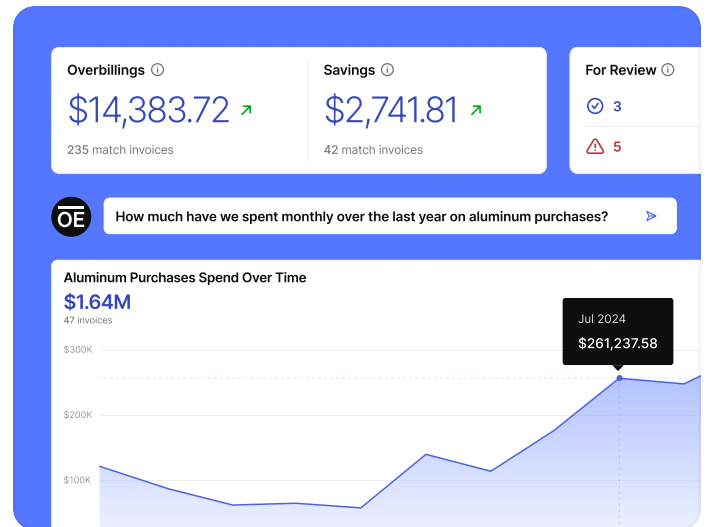 Overbillings
$14,383.72
235 match invoices
Savings
$2,741.81
42 match invoices
For Review
3
5
OE
How much have we spent monthly over the last year on aluminum purchases?
Aluminum Purchases Spend Over Time
$1.64M
47 invoices
Jul 2024
$261,237.58
$300K
$200K
$100K